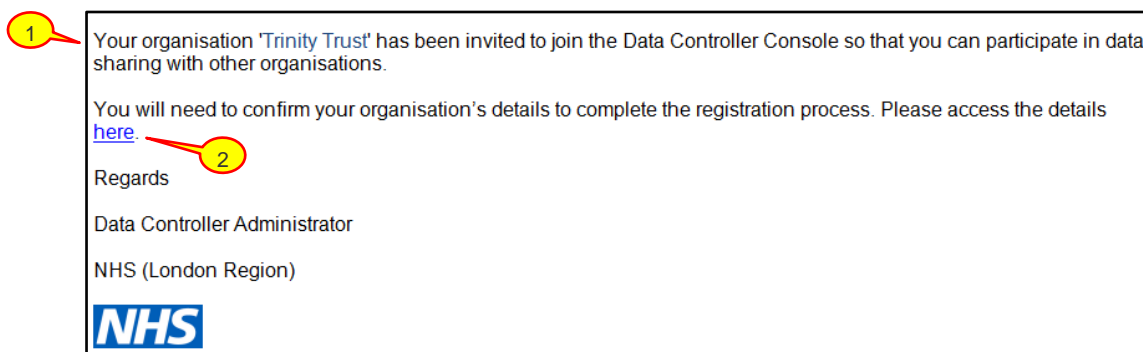 1
Your organisation 'Trinity Trust' has been invited to join the Data Controller Console so that you can participate in data
sharing with other organisations.
You will need to confirm your organisation’s details to complete the registration process. Please access the details
here.
2
Regards
Data Controller Administrator
NHS (London Region)
NHS